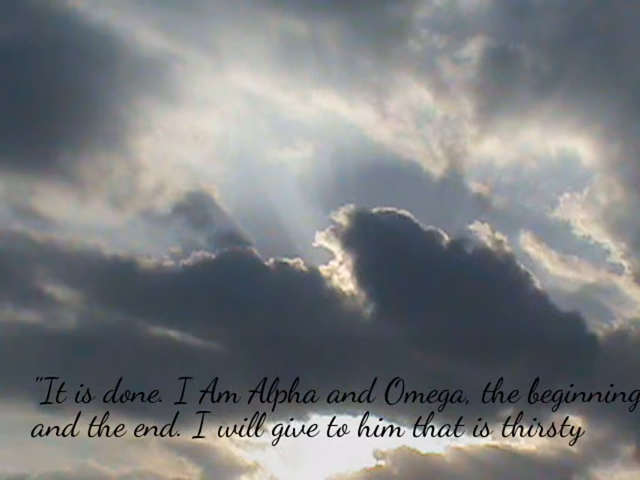 "It is done. I Am Alpha and Omega, the beginning
and the end. I will give to him that is thirsty